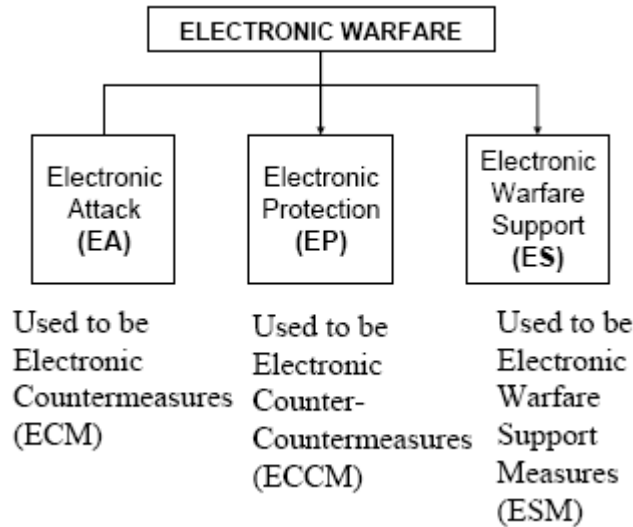 ELECTRONIC WARFARE
Electronic
Attack
(EA)
Electronic
Protection
(EP)
Electronic
Warfare
Support
(ES)
Used to be
Electronic
Countermeasures
(ECM)
Used to be
Electronic
Counter-
Countermeasures
(ECCM)
Used to be
Electronic
Warfare
Support
Measures
(ESM)